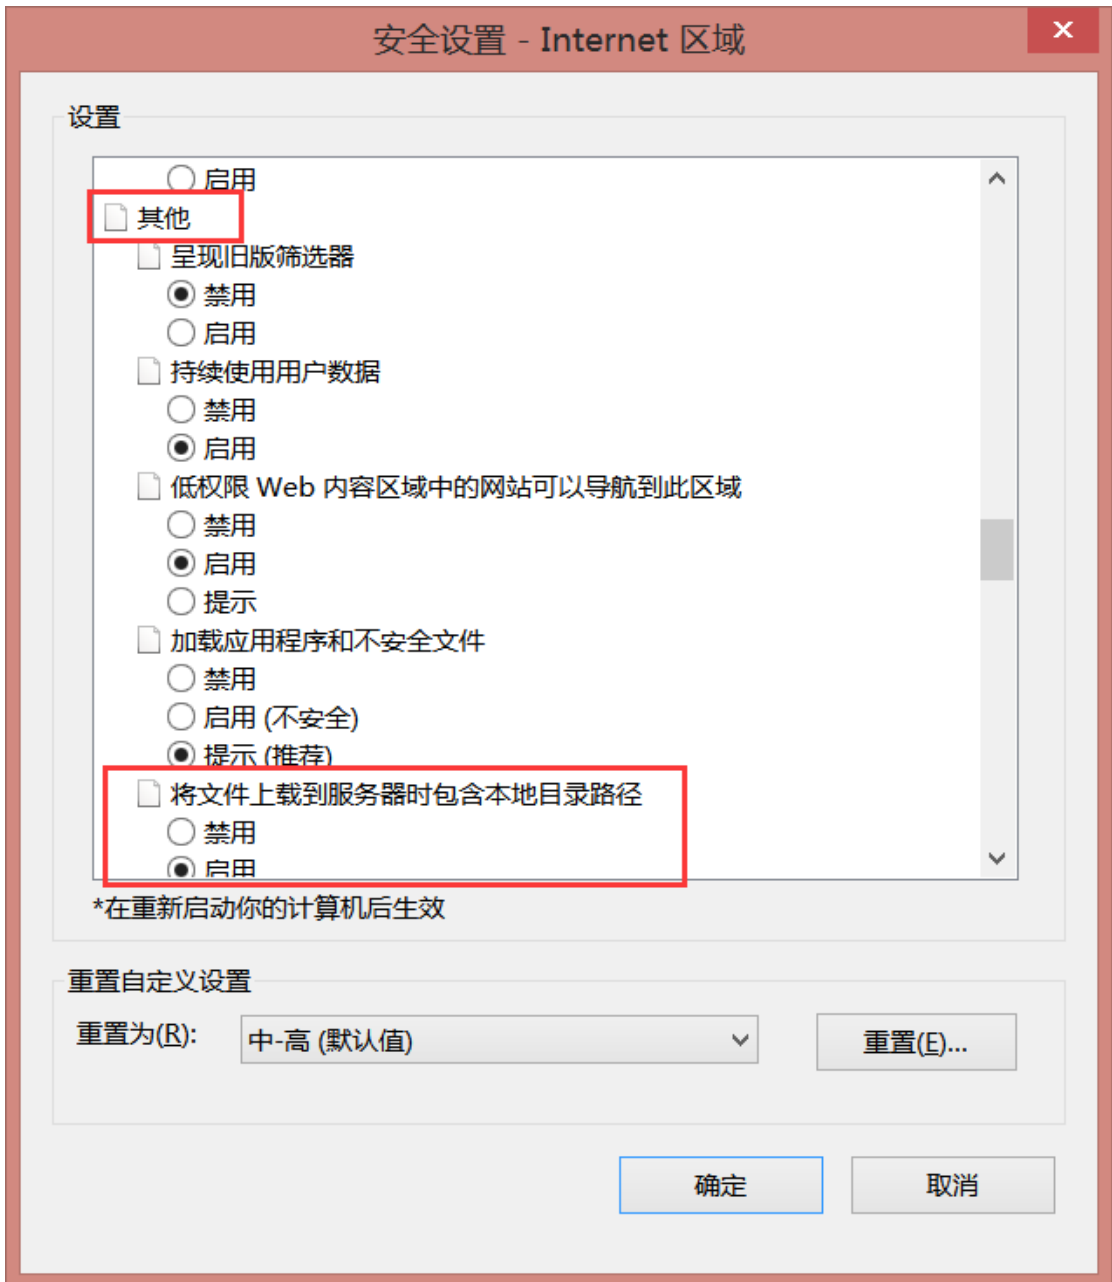 安全设置 - Internet 区域
设置
启用
其他
呈现旧版筛选器
禁用
启用
持续使用用户数据
禁用
启用
低权限 Web 内容区域中的网站可以导航到此区域
禁用
启用
提示
加载应用程序和不安全文件
禁用
启用 (不安全)
提示 (推荐)
将文件上载到服务器时包含本地目录路径
禁用
启用
*在重新启动你的计算机后生效
重置自定义设置
重置为(R): 中-高 (默认值) 重置(E)...
确定 取消